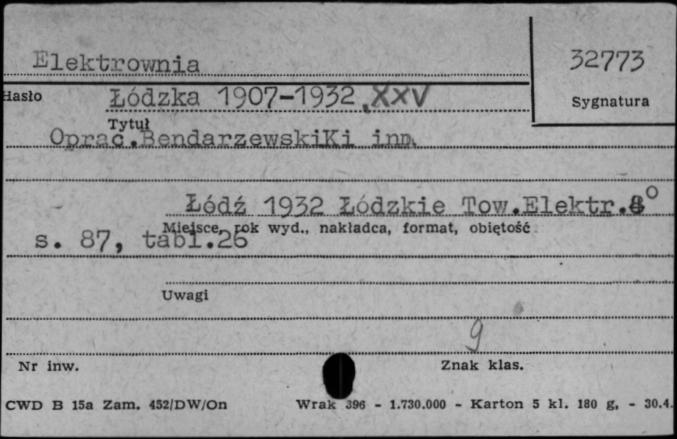 Elektrownia
32773
Hasło
Łódzka 1907-1932.XXV
Sygnatura
Tytuł
Oprac.BendarzewskiKi inn.
Łódź 1932 Łódzkie Tow.Elektr.8°
Miejsce, rok wyd., nakładca, format, objętość
s. 87, tabl.26
Uwagi
9
Nr inw.
Znak klas.
CWD B 15a Zam. 452/DW/On
Wrak 396 - 1.730.000 - Karton 5 kl. 180 g, - 30.4.